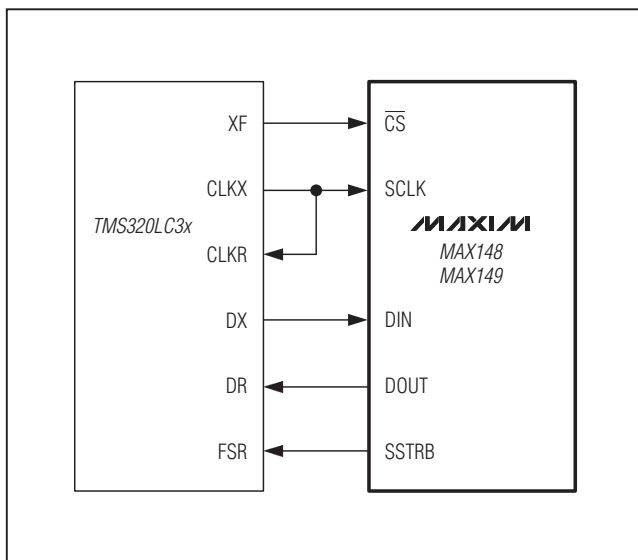 XF
CS
CLKX
SCLK
TMS320LC3x
MAXIM
MAX148
MAX149
CLKR
DX
DIN
DR
DOUT
FSR
SSTRB